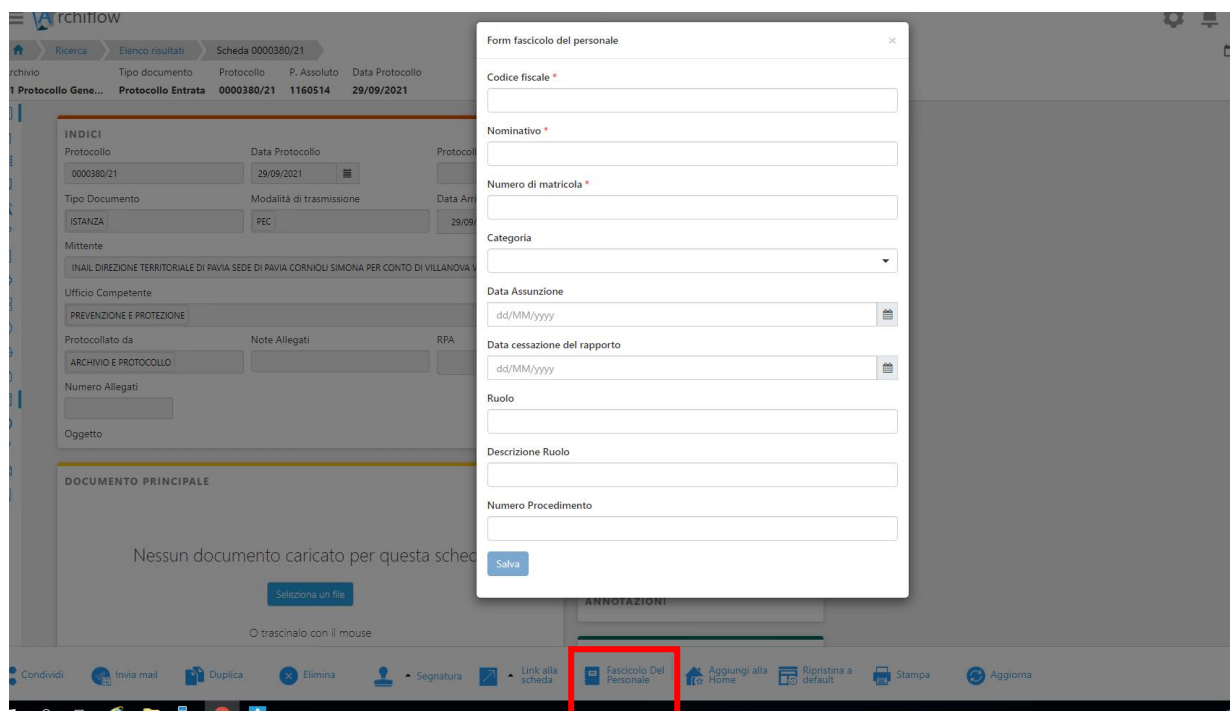 Archiflow
Ricerca Elenco risultati Scheda 0000380/21
rchivio Tipo documento Protocollo P. Assoluto Data Protocollo
1 Protocollo Gene... Protocollo Entrata 0000380/21 1160514 29/09/2021
INDICI
Protocollo Data Protocollo Protocoll
0000380/21 29/09/2021
Tipo Documento Modalità di trasmissione Data Arri
ISTANZA PEC 29/09/
Mittente
INAIL DIREZIONE TERRITORIALE DI PAVIA SEDE DI PAVIA CORNIOLI SIMONA PER CONTO DI VILLANOVA V
Ufficio Competente
PREVENZIONE E PROTEZIONE
Protocollato da Note Allegati RPA
ARCHIVIO E PROTOCOLLO
Numero Allegati
Oggetto
DOCUMENTO PRINCIPALE
Nessun documento caricato per questa sched
Seleziona un file
O trascinalo con il mouse
Form fascicolo del personale ×
Codice fiscale *
Nominativo *
Numero di matricola *
Categoria
Data Assunzione
dd/MM/yyyy
Data cessazione del rapporto
dd/MM/yyyy
Ruolo
Descrizione Ruolo
Numero Procedimento
Salva
ANNOTAZIONI
Condividi Invia mail Duplica Elimina Segnatura Link alla scheda Fascicolo Del Personale Aggiungi alla Home Ripristina a default Stampa Aggiorna